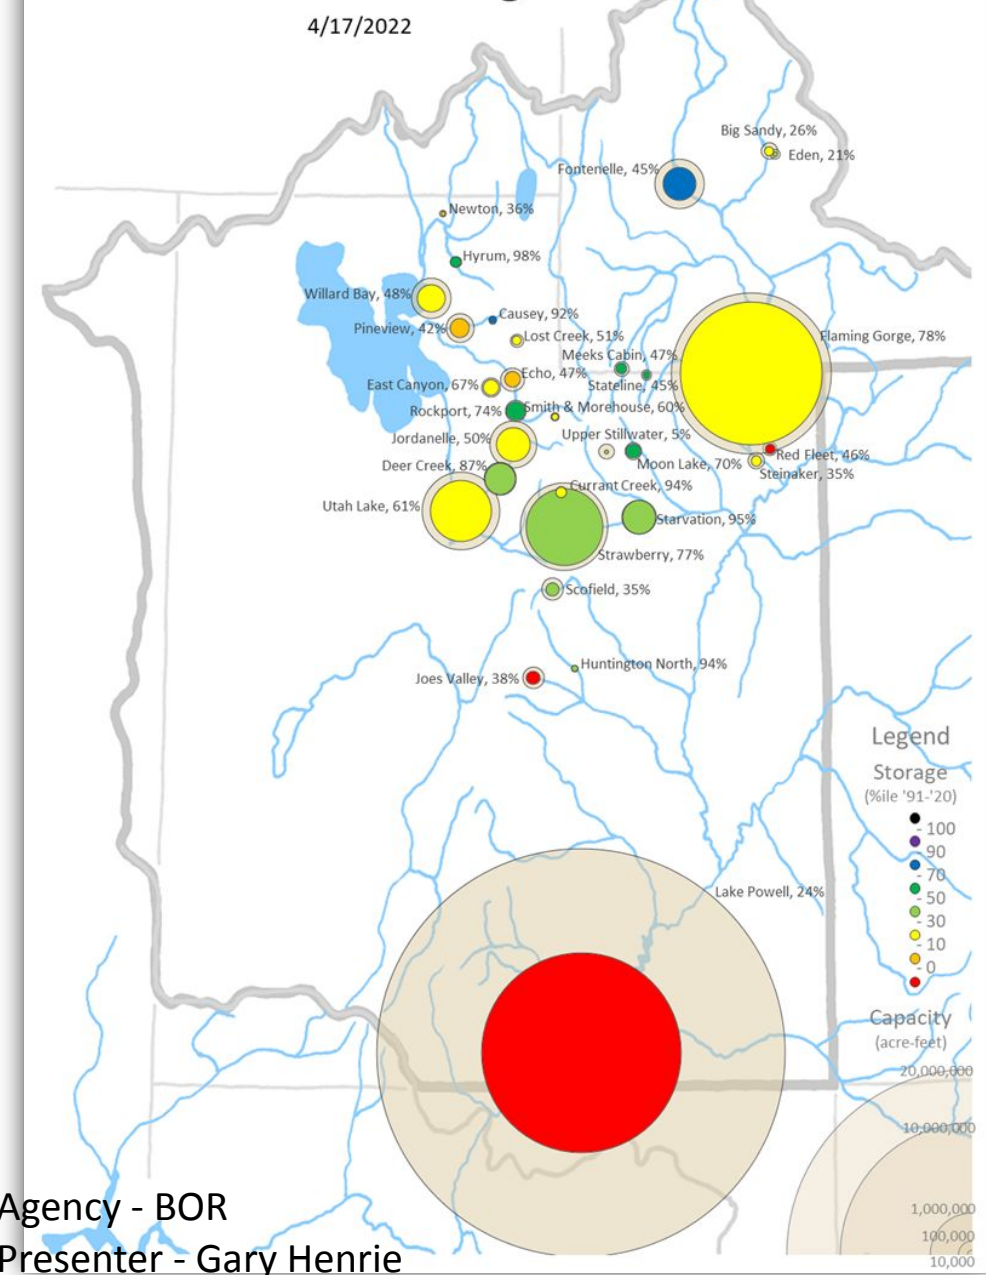 4/17/2022
Big Sandy, 26%
Eden, 21%
Fontenelle, 45%
Newton, 36%
Hyrum, 98%
Willard Bay, 48%
Causey, 92%
Pineview, 42%
Lost Creek, 51%
Flaming Gorge, 78%
Meeks Cabin, 47%
Echo, 47%
East Canyon, 67%
Stateline, 45%
Rockport, 74%
Smith & Morehouse, 60%
Upper Stillwater, 5%
Jordanelle, 50%
Red Fleet, 46%
Deer Creek, 87%
Moon Lake, 70%
Steinaker, 35%
Currant Creek, 94%
Utah Lake, 61%
Starvation, 95%
Strawberry, 77%
Scofield, 35%
Huntington North, 94%
Joes Valley, 38%
Lake Powell, 24%
Legend
Storage
(%ile '91-'20)
- 100
- 90
- 70
- 50
- 30
- 10
- 0
Capacity
(acre-feet)
20,000,000
10,000,000
1,000,000
100,000
10,000
Agency - BOR
Presenter - Gary Henrie